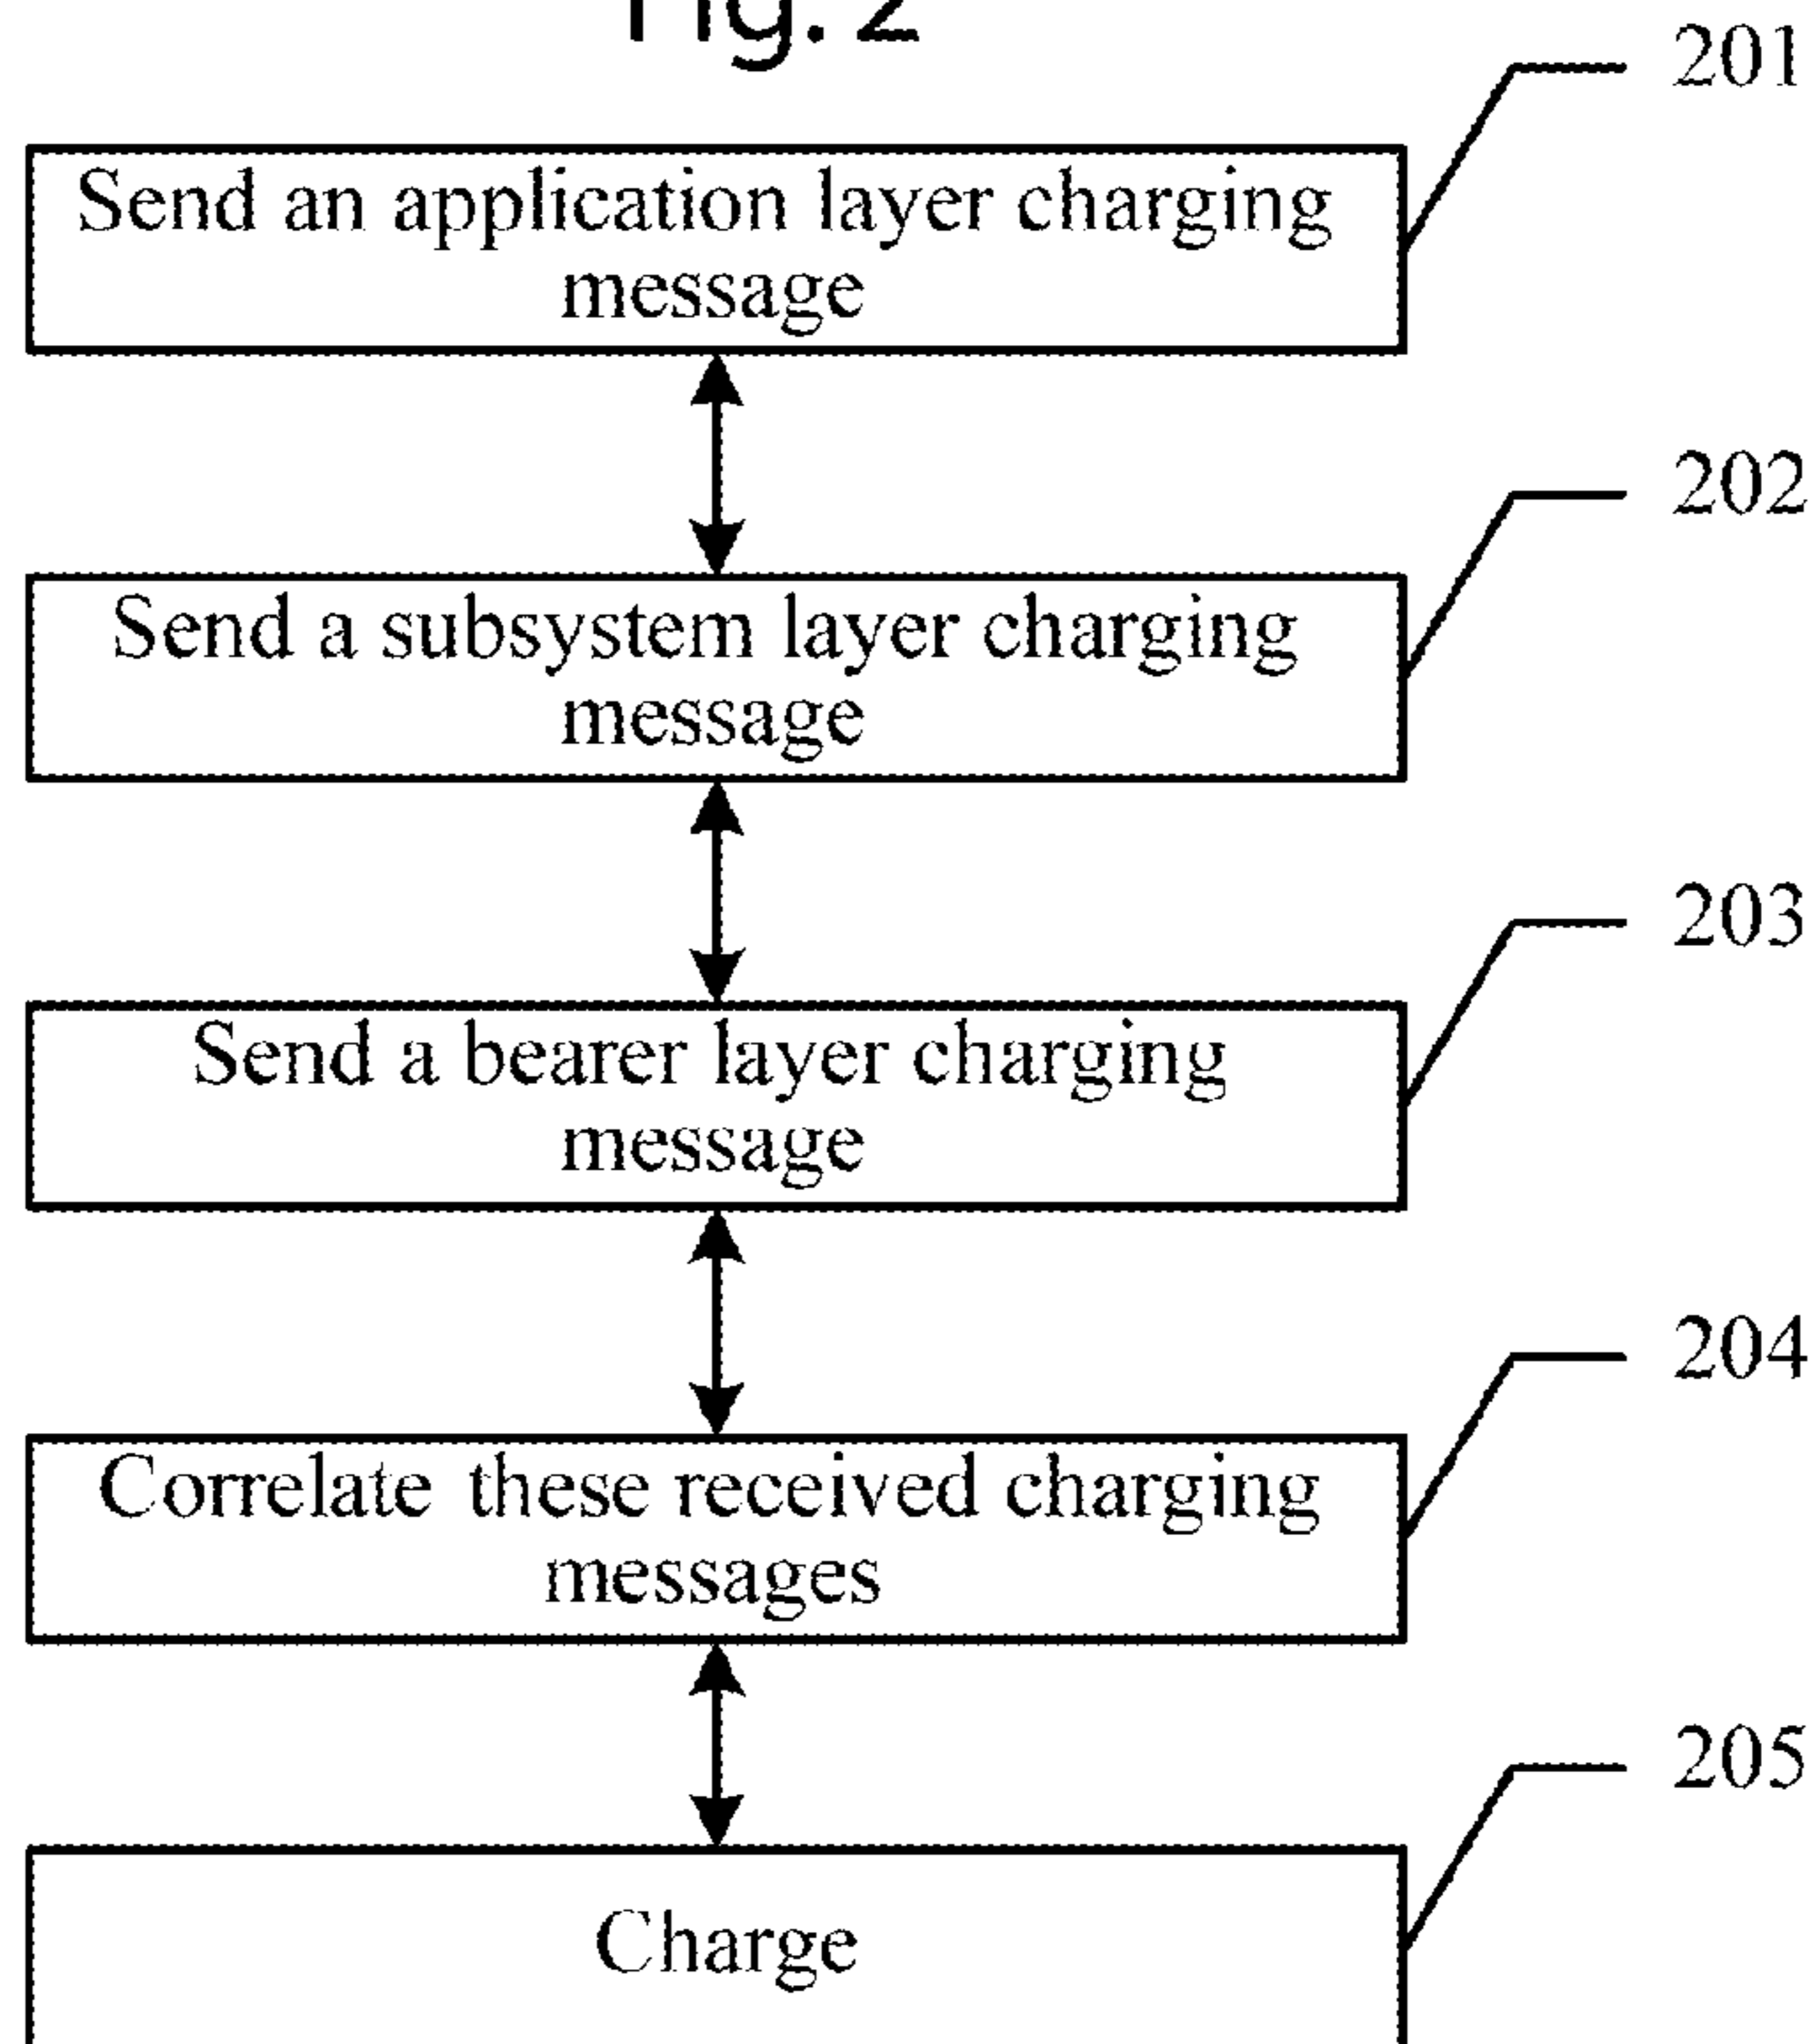 Fig. 2
201
Send an application layer charging
message
202
Send a subsystem layer charging
message
203
Send a bearer layer charging
message
204
Correlate these received charging
messages
205
Charge